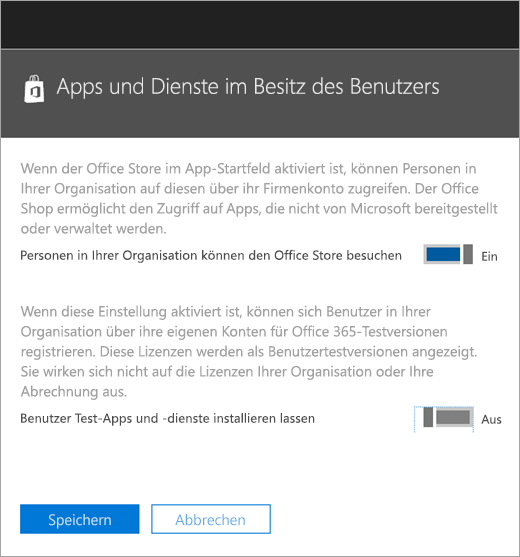 Apps und Dienste im Besitz des Benutzers
Wenn der Office Store im App-Startfeld aktiviert ist, können Personen in
Ihrer Organisation auf diesen über ihr Firmenkonto zugreifen. Der Office
Shop ermöglicht den Zugriff auf Apps, die nicht von Microsoft bereitgestellt
oder verwaltet werden.
Personen in Ihrer Organisation können den Office Store besuchen Ein
Wenn diese Einstellung aktiviert ist, können sich Benutzer in Ihrer
Organisation über ihre eigenen Konten für Office 365-Testversionen
registrieren. Diese Lizenzen werden als Benutzertestversionen angezeigt.
Sie wirken sich nicht auf die Lizenzen Ihrer Organisation oder Ihre
Abrechnung aus.
Benutzer Test-Apps und -dienste installieren lassen Aus
Speichern Abbrechen